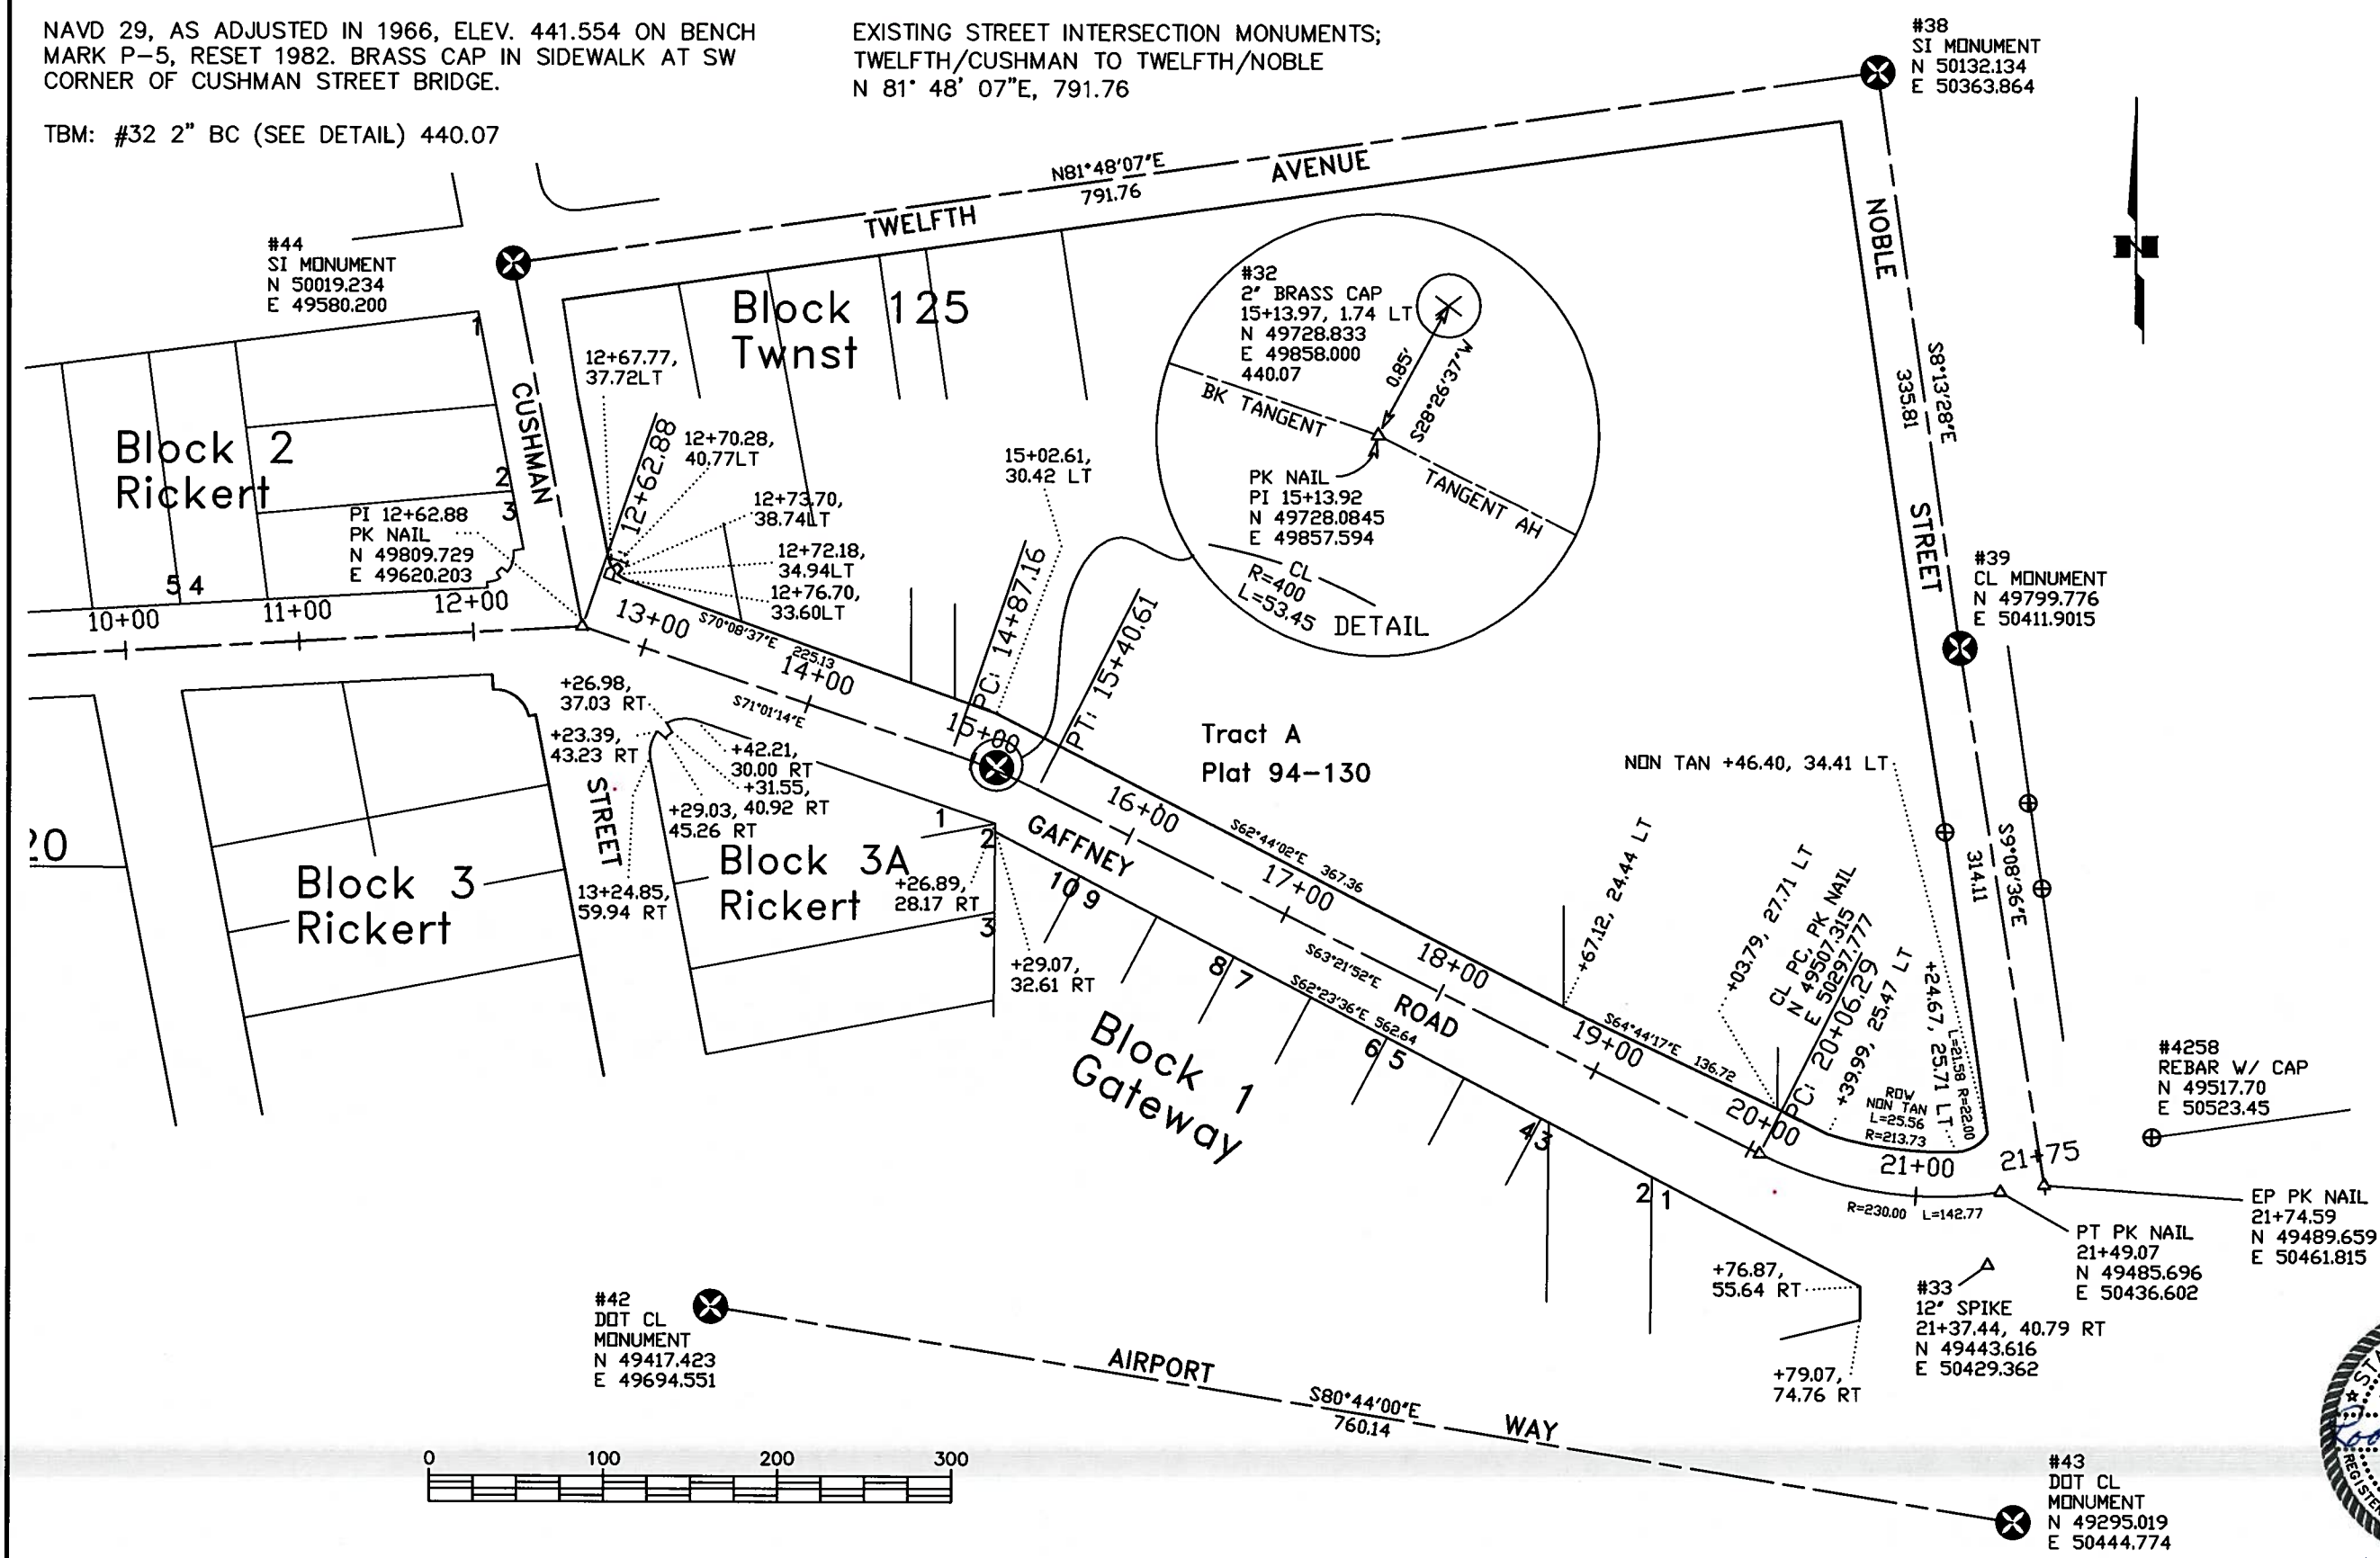 NAVD 29, AS ADJUSTED IN 1966, ELEV. 441.554 ON BENCH
MARK P-5, RESET 1982. BRASS CAP IN SIDEWALK AT SW
CORNER OF CUSHMAN STREET BRIDGE.
TBM: #32 2" BC (SEE DETAIL) 440.07
EXISTING STREET INTERSECTION MONUMENTS;
TWELFTH/CUSHMAN TO TWELFTH/NOBLE
N 81° 48' 07"E, 791.76
#38
SI MONUMENT
N 50132.134
E 50363.864
N81°48'07"E
791.76
TWELFTH
AVENUE
#44
SI MONUMENT
N 50019.234
E 49580.200
Block 125
Twnst
12+67.77,
37.72LT
PI: 12+62.88
12+70.28,
40.77LT
12+73.70,
38.74LT
12+72.18,
34.94LT
12+76.70,
33.60LT
CUSHMAN
Block 2
Rickert
1
2
3
5 4
PI 12+62.88
PK NAIL
N 49809.729
E 49620.203
10+00
11+00
12+00
13+00
14+00
15+00
S70°08'37"E
225.13
S71°01'14"E
15+02.61,
30.42 LT
PC: 14+87.16
PT: 15+40.61
#32
2" BRASS CAP
15+13.97, 1.74 LT
N 49728.833
E 49858.000
440.07
0.85'
S28°26'37"W
BK TANGENT
TANGENT AH
PK NAIL
PI 15+13.92
N 49728.0845
E 49857.594
CL
R=400
L=53.45
DETAIL
NOBLE
STREET
S8°13'28"E
335.81
#39
CL MONUMENT
N 49799.776
E 50411.9015
S9°08'36"E
314.11
+26.98,
37.03 RT
+23.39,
43.23 RT
+42.21,
30.00 RT
+31.55,
40.92 RT
+29.03,
45.26 RT
13+24.85,
59.94 RT
STREET
20
Block 3
Rickert
Block 3A
Rickert
1
2
3
+26.89,
28.17 RT
+29.07,
32.61 RT
GAFFNEY
ROAD
Tract A
Plat 94-130
16+00
17+00
18+00
19+00
20+00
21+00
21+75
S62°44'02"E 367.36
S63°21'52"E
S62°23'36"E 562.64
S64°44'17"E 136.72
10 9
8 7
6 5
4 3
2 1
Block 1
Gateway
+67.12, 24.44 LT
+03.79, 27.71 LT
CL PC, PK NAIL
N 49507.315
E 50297.777
PC: 20+06.29
+39.99, 25.47 LT
NON TAN +46.40, 34.41 LT
+24.67, 25.71 LT
L=21.58 R=22.00
ROW
NON TAN
L=25.56
R=213.73
R=230.00 L=142.77
#4258
REBAR W/ CAP
N 49517.70
E 50523.45
EP PK NAIL
21+74.59
N 49489.659
E 50461.815
PT PK NAIL
21+49.07
N 49485.696
E 50436.602
#33
12" SPIKE
21+37.44, 40.79 RT
N 49443.616
E 50429.362
+76.87,
55.64 RT
+79.07,
74.76 RT
#42
DOT CL
MONUMENT
N 49417.423
E 49694.551
AIRPORT
WAY
S80°44'00"E
760.14
#43
DOT CL
MONUMENT
N 49295.019
E 50444.774
0 100 200 300